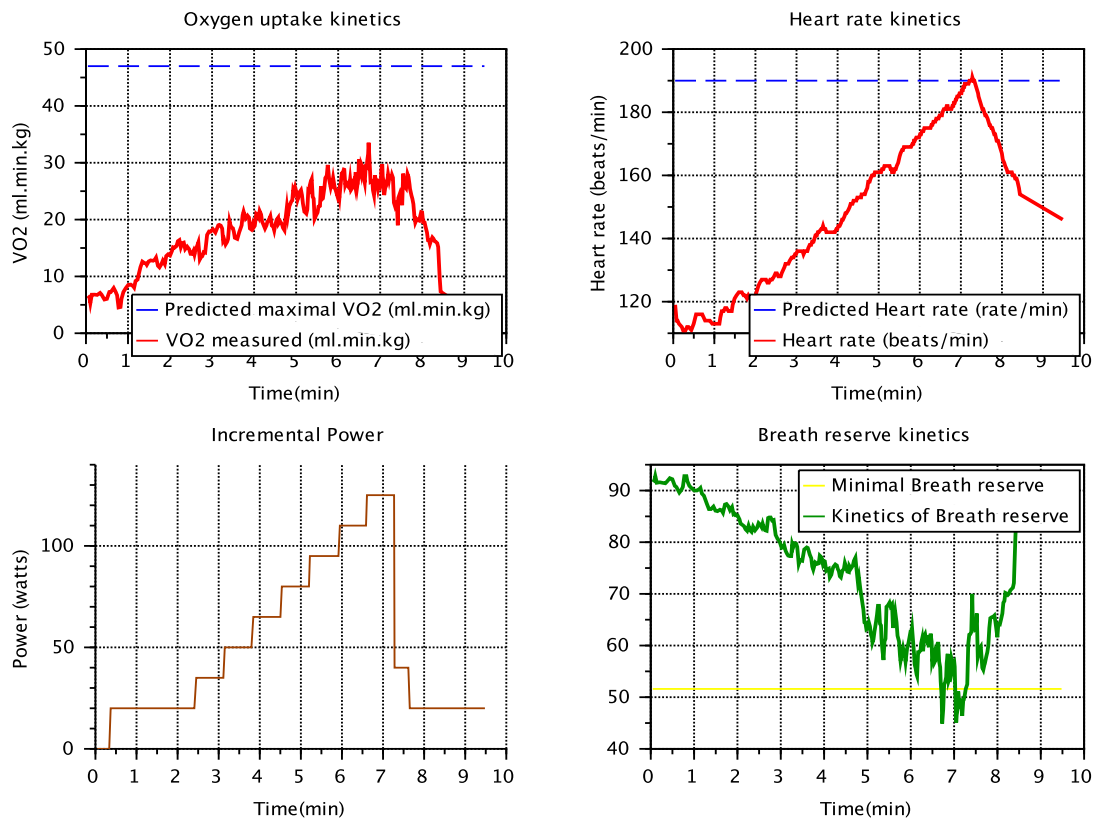 Oxygen uptake kinetics
50
40
30
20
10
0
VO2 (ml.min.kg)
Predicted maximal VO2 (ml.min.kg)
VO2 measured (ml.min.kg)
0 1 2 3 4 5 6 7 8 9 10
Time(min)
Heart rate kinetics
200
180
160
140
120
Heart rate (beats/min)
Predicted Heart rate (rate/min)
Heart rate (beats/min)
0 1 2 3 4 5 6 7 8 9 10
Time(min)
Incremental Power
100
50
0
Power (watts)
0 1 2 3 4 5 6 7 8 9 10
Time(min)
Breath reserve kinetics
90
80
70
60
50
40
Minimal Breath reserve
Kinetics of Breath reserve
0 1 2 3 4 5 6 7 8 9 10
Time(min)